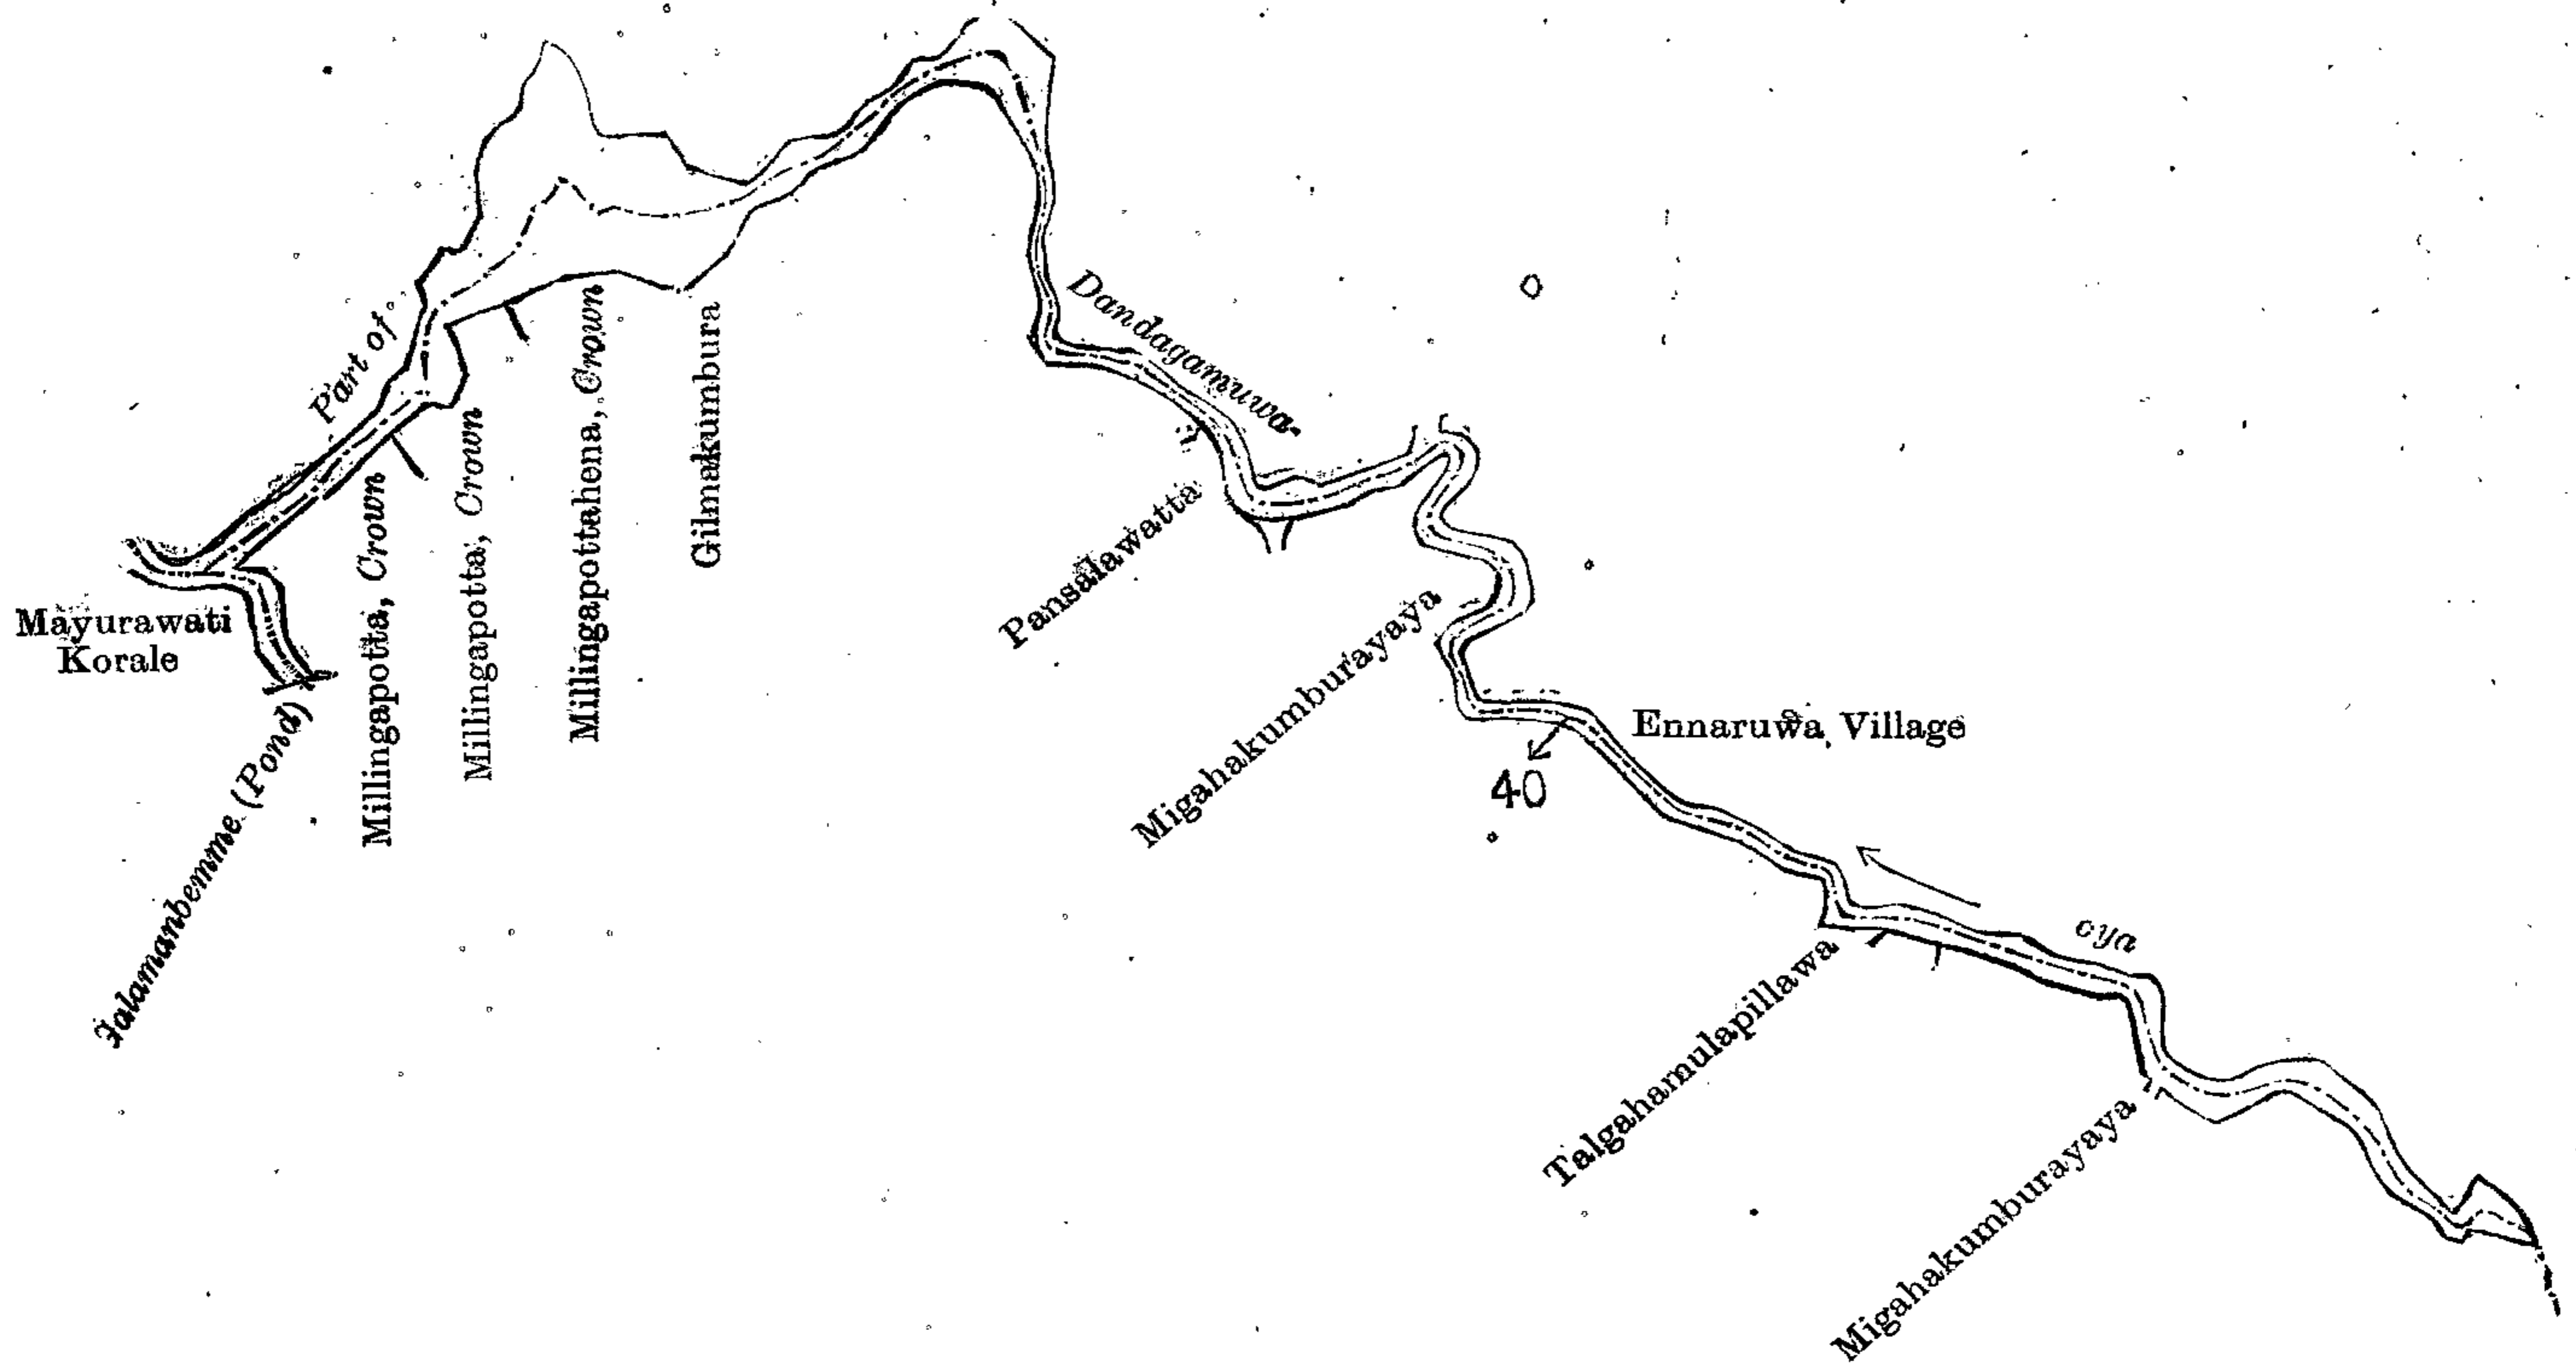 Part of
Dandagamuwa
oya
Mayurawati
Korale
Millingapotta, Crown
Millingapotta, Crown
Millingapottahena, Crown
Gilmakumbura
Pansalawatta
Migahakumburayaya
Ennaruwa Village
40
(Pond)
Talgahamulapillawa
Migahakumburayaya